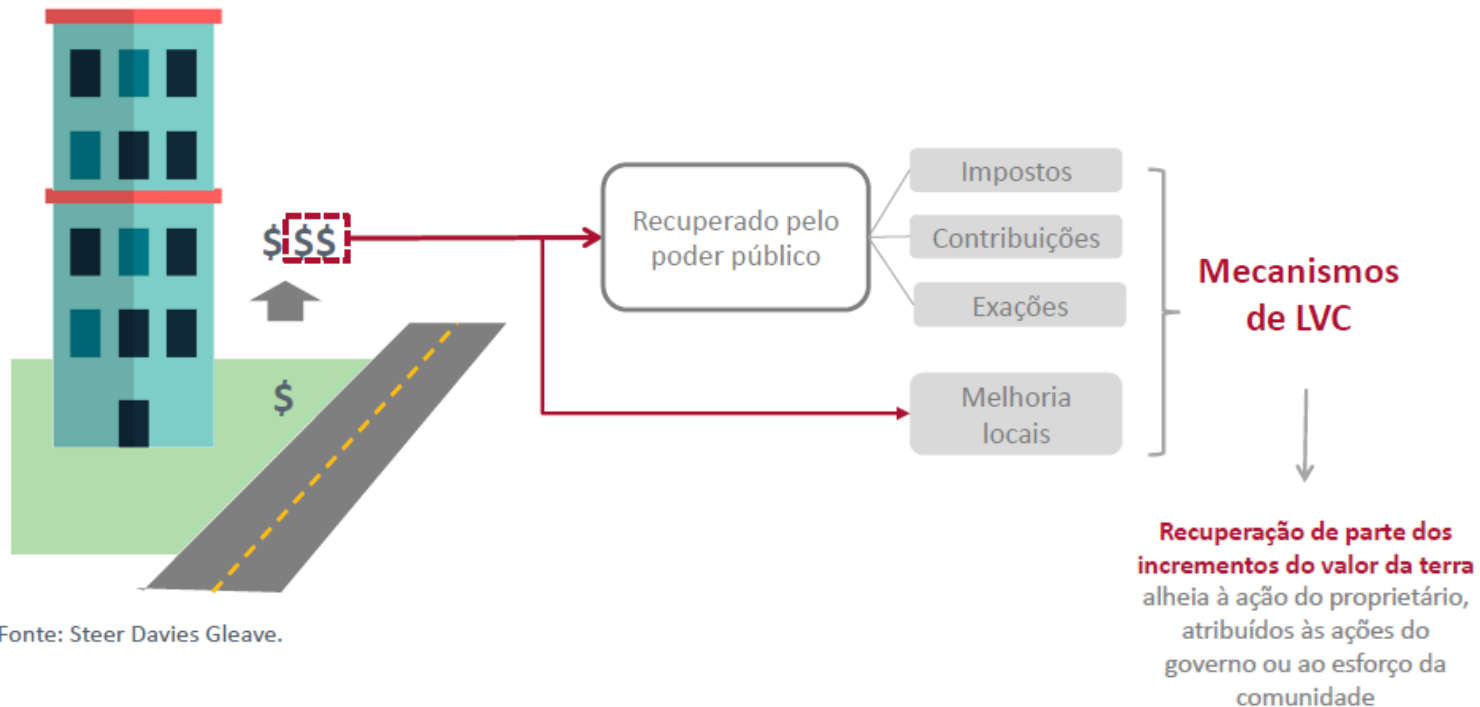 $ $$
$
Recuperado pelo
poder público
Impostos
Contribuições
Exações
Melhoria
locais
Mecanismos
de LVC
Recuperação de parte dos
incrementos do valor da terra
alheia à ação do proprietário,
atribuídos às ações do
governo ou ao esforço da
comunidade
Fonte: Steer Davies Gleave.